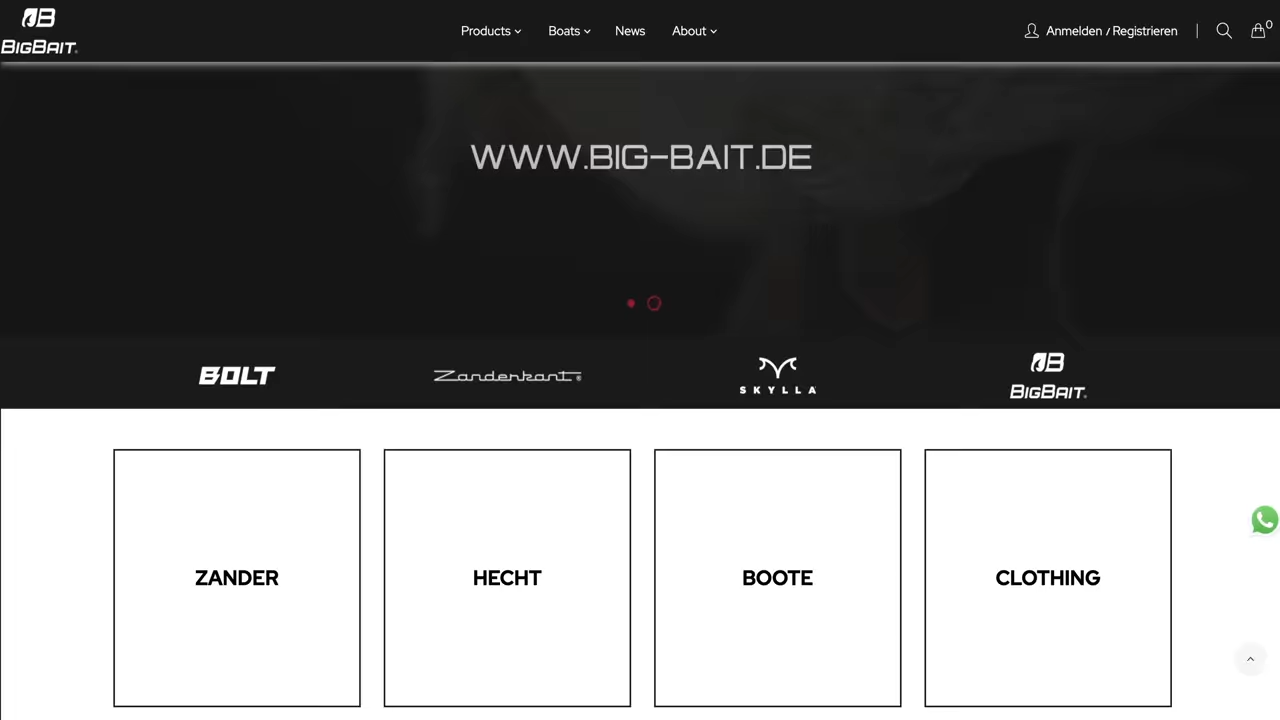 BIGBAIT
Products
Boats
News
About
Anmelden / Registrieren
0
WWW.BIG-BAIT.DE
BOLT
Zanderkant
SKYLLA
BIGBAIT
ZANDER
HECHT
BOOTE
CLOTHING